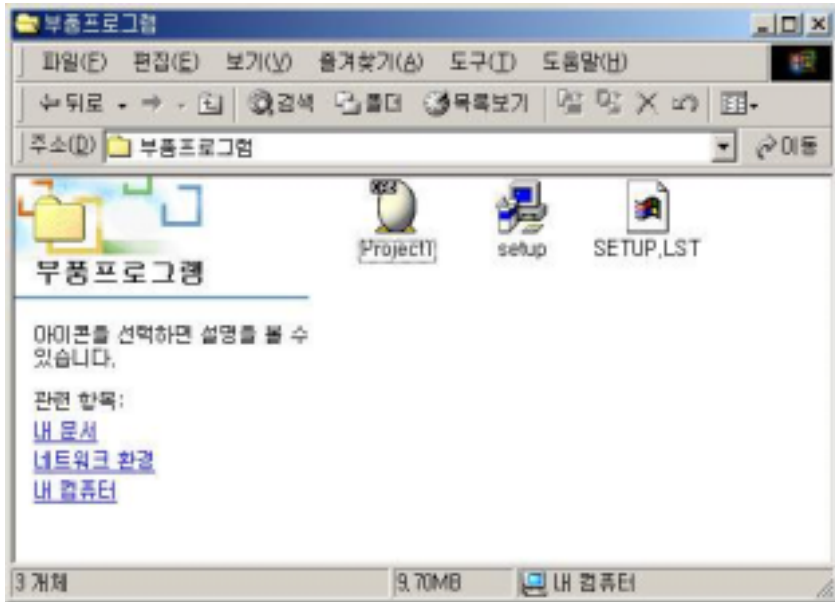 부품프로그램
파일(F) 편집(E) 보기(V) 즐겨찾기(A) 도구(T) 도움말(H)
뒤로 검색 폴더 목록보기
주소(D) 부품프로그램 이동
Project1 setup SETUP.LST
부품프로그램
아이콘을 선택하면 설명을 볼 수
있습니다.
관련 항목:
내 문서
네트워크 환경
내 컴퓨터
3 개체 9.70MB 내 컴퓨터